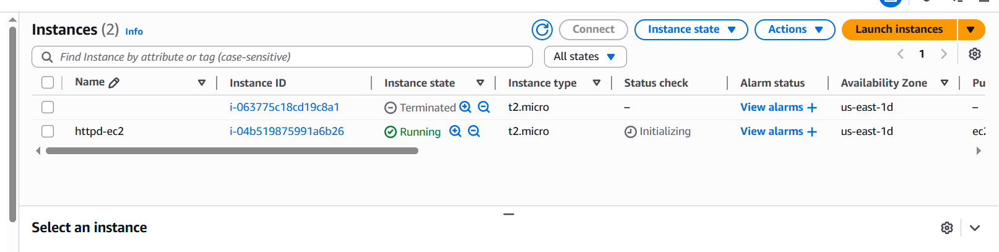 Instances (2) Info Connect Instance state Actions Launch instances
Find Instance by attribute or tag (case-sensitive) All states 1
Name Instance ID Instance state Instance type Status check Alarm status Availability Zone Pu
i-063775c18cd19c8a1 Terminated t2.micro – View alarms + us-east-1d –
httpd-ec2 i-04b519875991a6b26 Running t2.micro Initializing View alarms + us-east-1d ec2
Select an instance